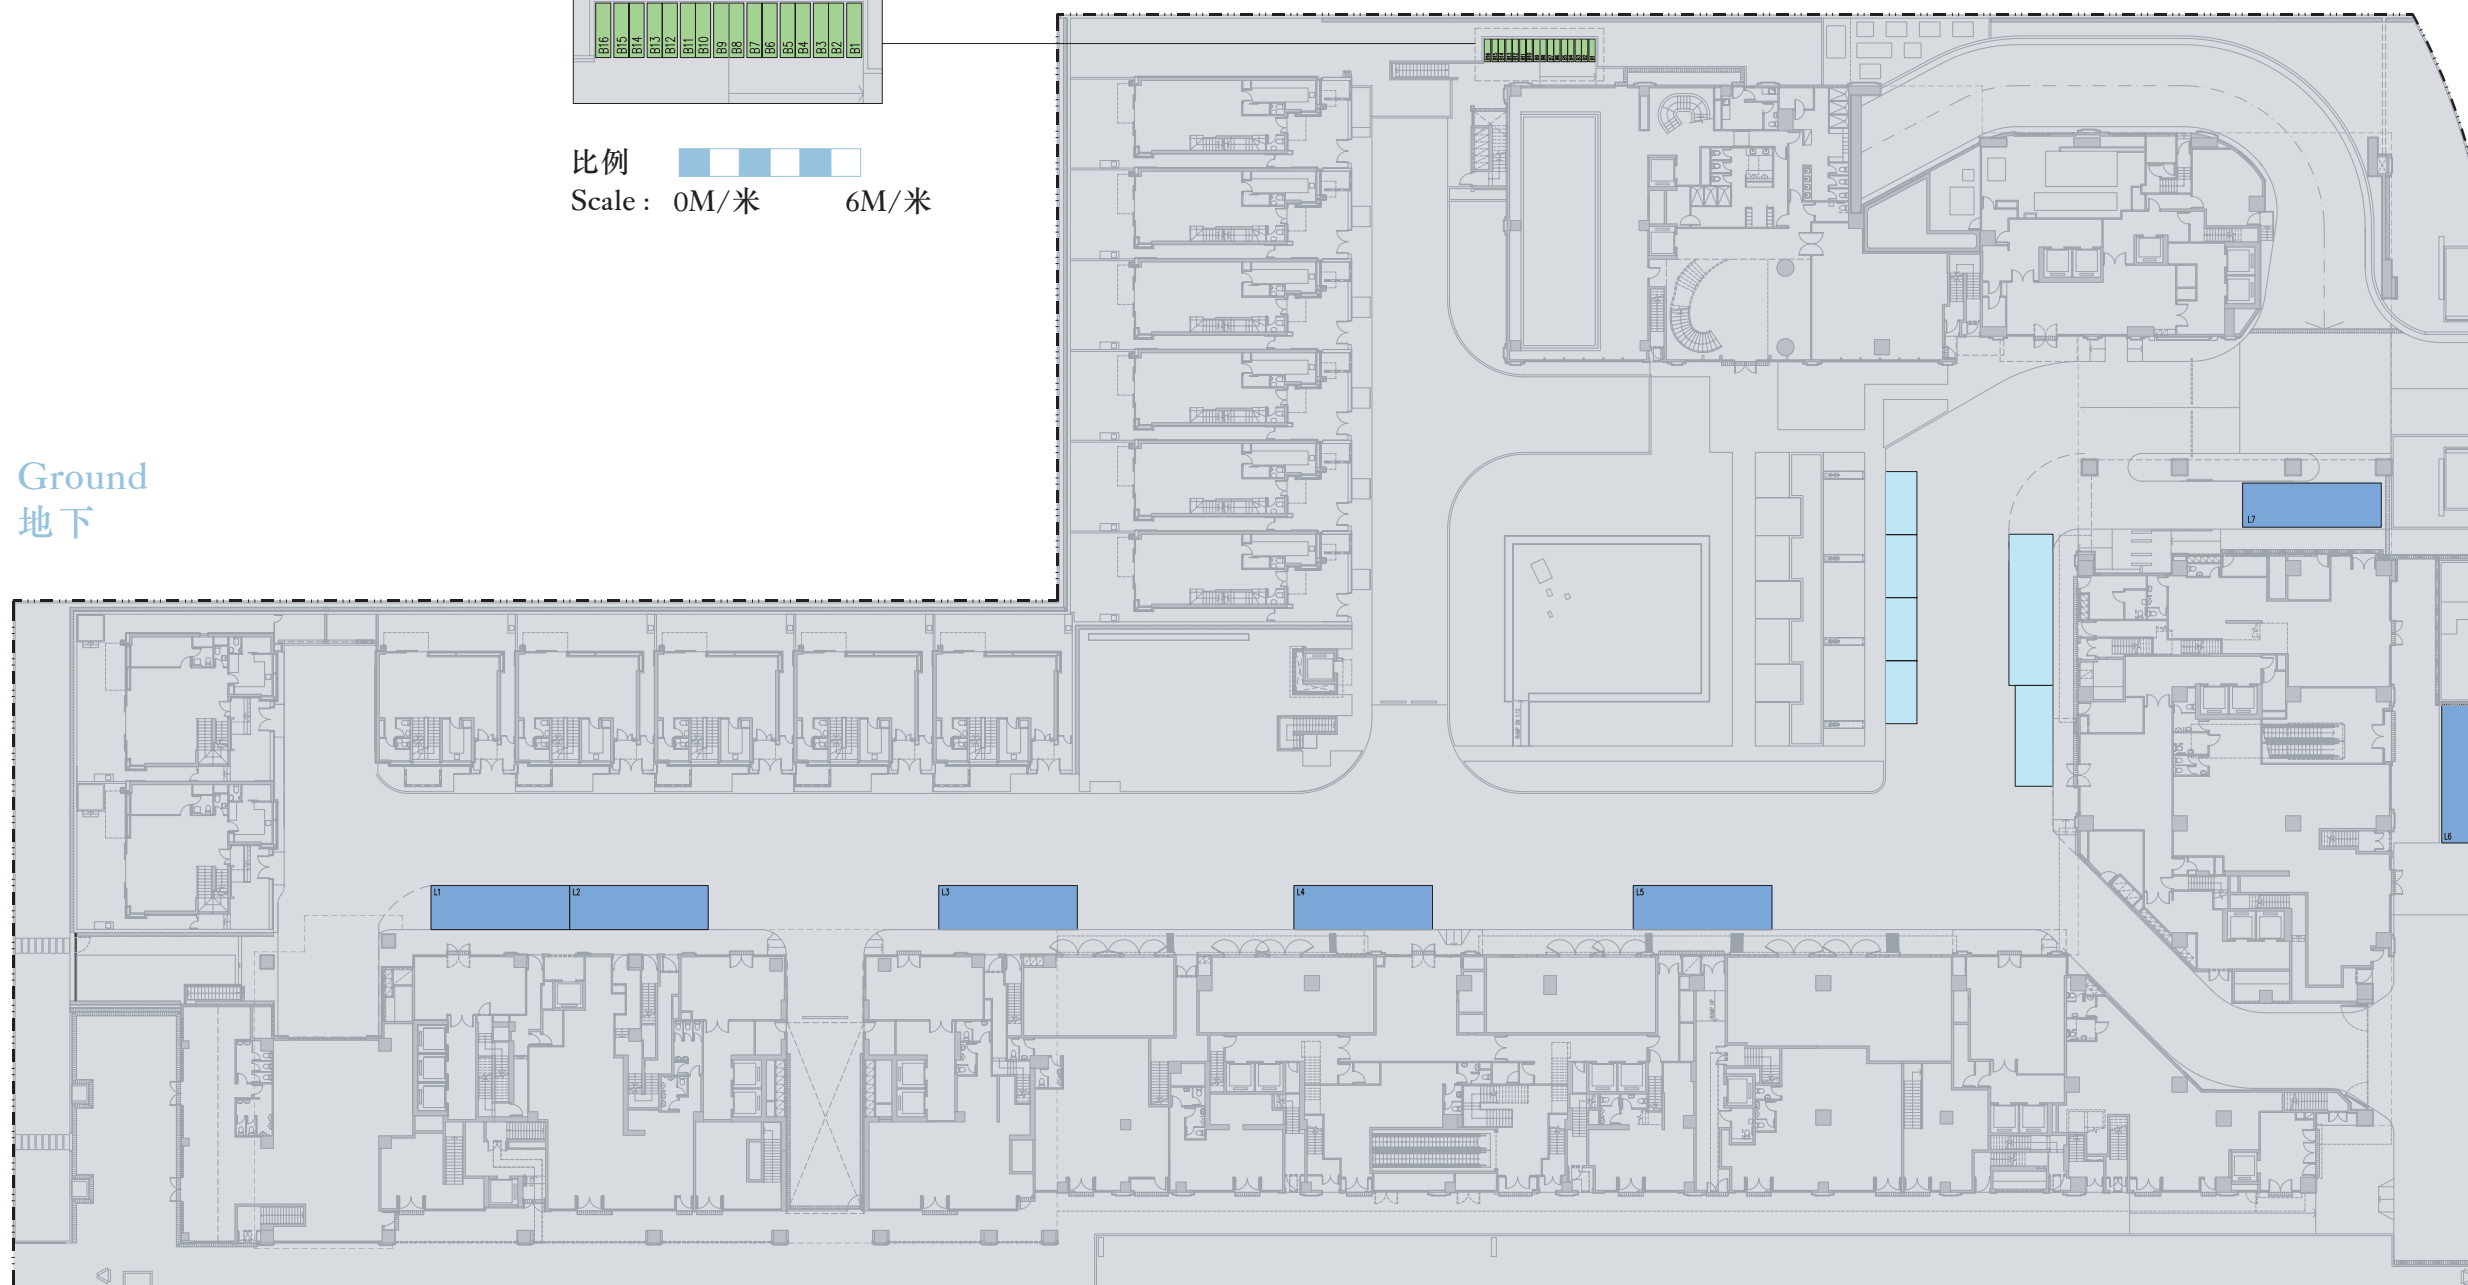 B16 B15 B14 B13 B12 B11 B10 B9 B8 B7 B6 B5 B4 B3 B2 B1
比例
Scale : 0M/米 6M/米
Ground
地下
L7
L6
L1 L2 L3 L4 L5